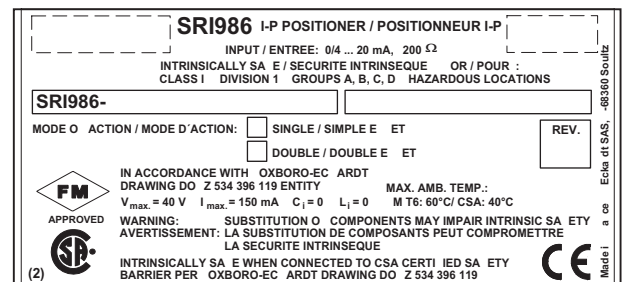 SRI986 I-P POSITIONER / POSITIONNEUR I-P
INPUT / ENTREE: 0/4 ... 20 mA, 200 Ω
INTRINSICALLY SA E / SECURITE INTRINSEQUE OR / POUR :
CLASS I DIVISION 1 GROUPS A, B, C, D HAZARDOUS LOCATIONS
SRI986-
MODE O ACTION / MODE D´ACTION: SINGLE / SIMPLE E ET
DOUBLE / DOUBLE E ET
REV.
IN ACCORDANCE WITH OXBORO-EC ARDT
DRAWING DO Z 534 396 119 ENTITY
MAX. AMB. TEMP.:
V max. = 40 V I max. = 150 mA C i = 0 L i = 0 M T6: 60°C/ CSA: 40°C
FM
APPROVED
WARNING: SUBSTITUTION O COMPONENTS MAY IMPAIR INTRINSIC SA ETY
AVERTISSEMENT: LA SUBSTITUTION DE COMPOSANTS PEUT COMPROMETTRE
LA SECURITE INTRINSEQUE
SA
(2)
INTRINSICALLY SA E WHEN CONNECTED TO CSA CERTI IED SA ETY
BARRIER PER OXBORO-EC ARDT DRAWING DO Z 534 396 119
CE
Made i a ce Ecka dt SAS, -68360 Soultz